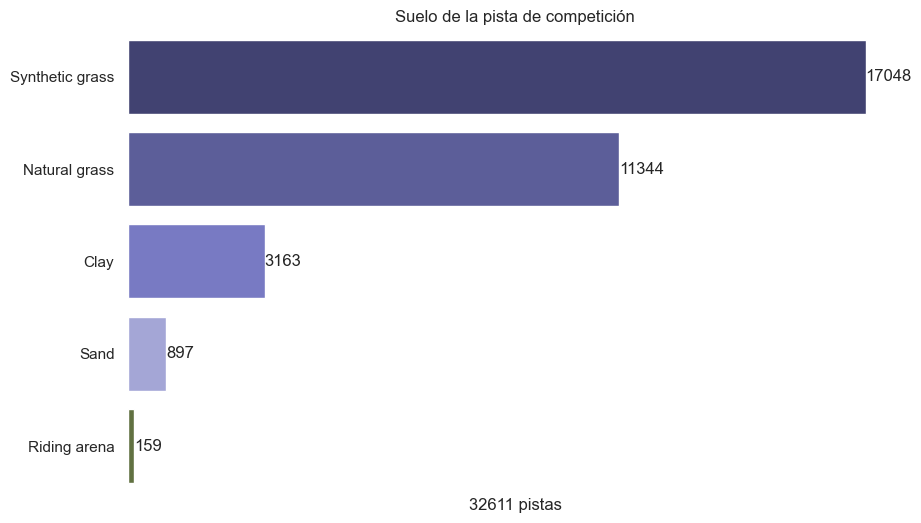 Suelo de la pista de competición
Synthetic grass 17048
Natural grass 11344
Clay 3163
Sand 897
Riding arena 159
32611 pistas